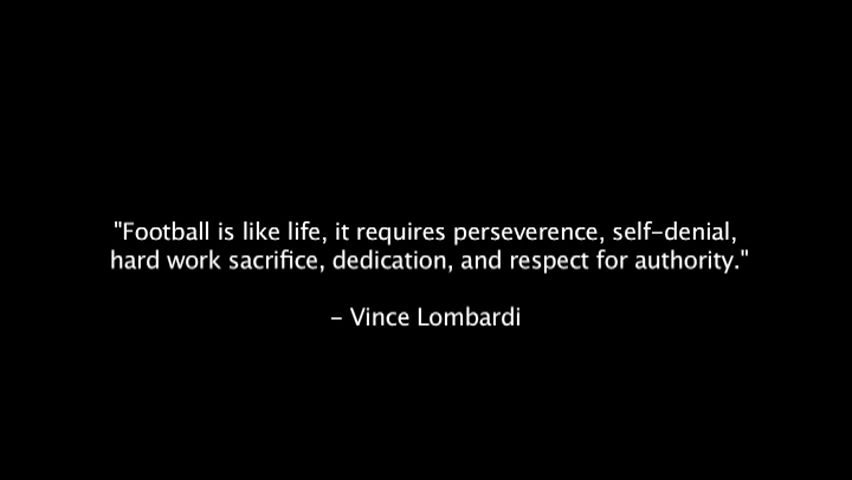 "Football is like life, it requires perseverence, self-denial,
hard work sacrifice, dedication, and respect for authority."
- Vince Lombardi